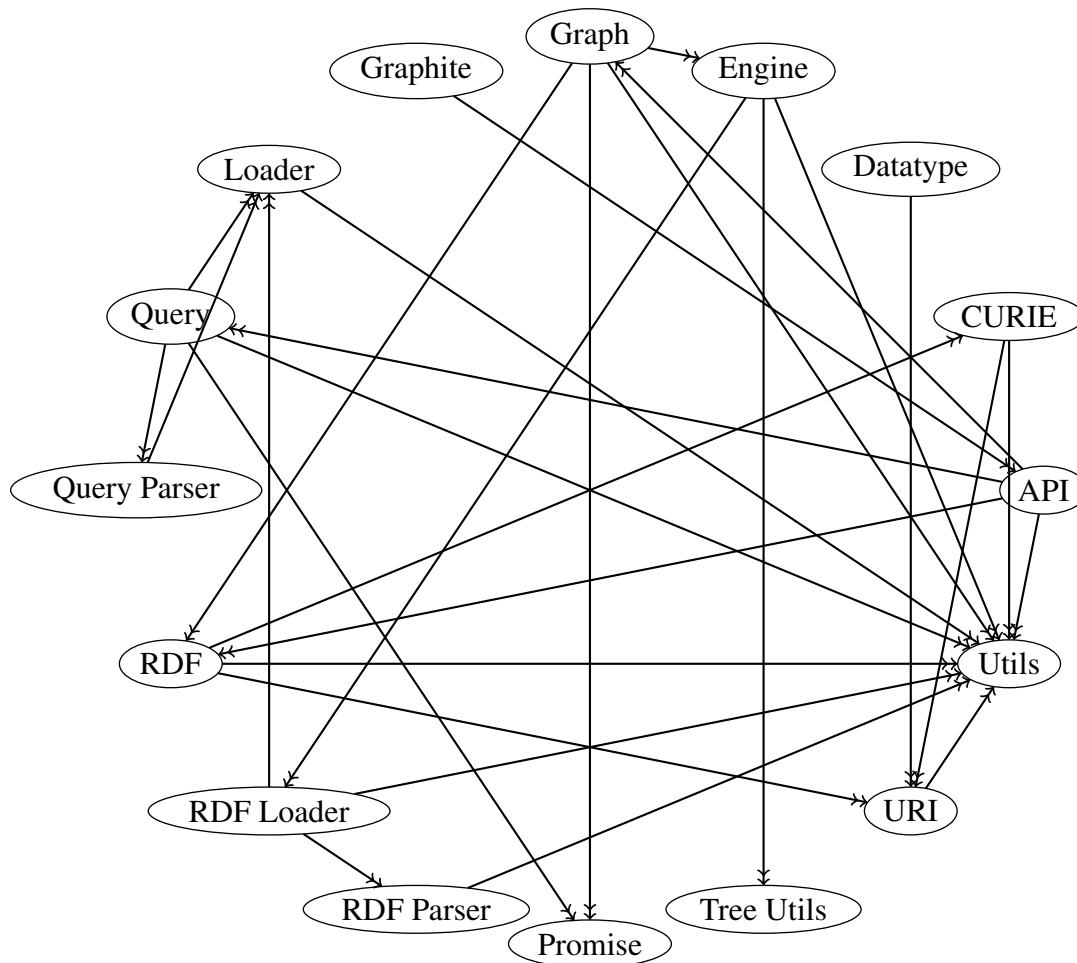 Graph
Graphite
Engine
Loader
Datatype
Query
CURIE
Query Parser
API
RDF
Utils
RDF Loader
URI
RDF Parser
Tree Utils
Promise